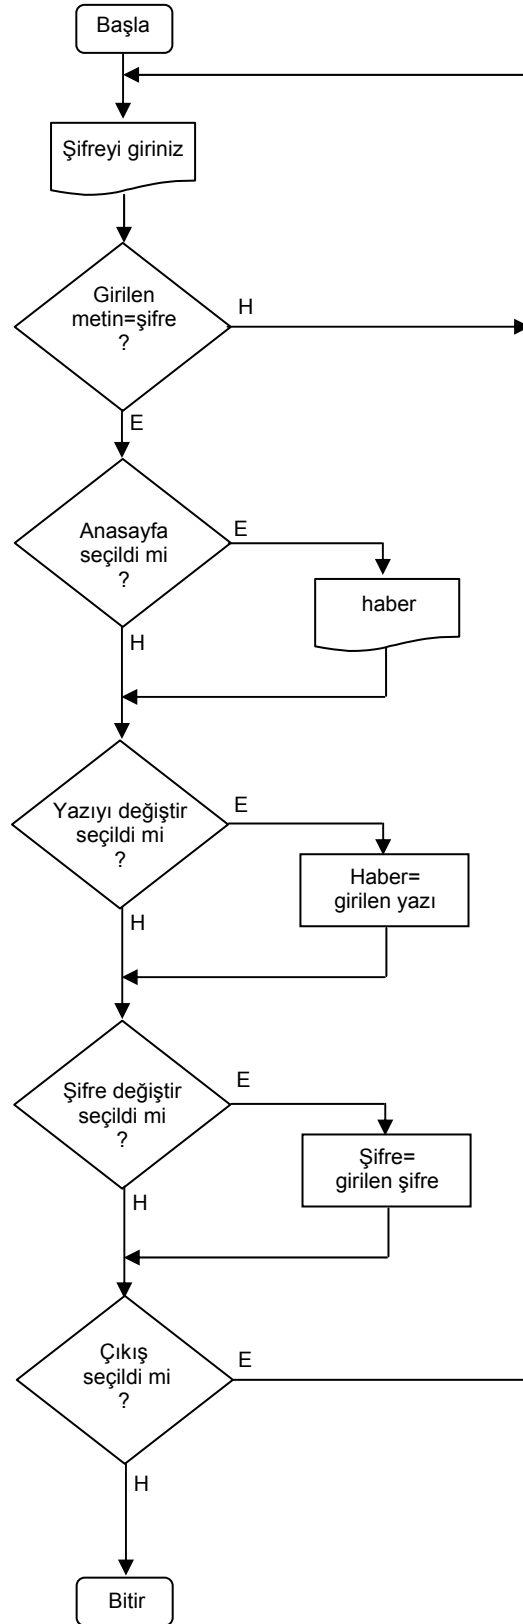 Başla
Şifreyi giriniz
Girilen
metin=şifre
?
H
E
Anasayfa
seçildi mi
?
E
haber
H
Yazıyı değiştir
seçildi mi
?
E
Haber=
girilen yazı
H
Şifre değiştir
seçildi mi
?
E
Şifre=
girilen şifre
H
Çıkış
seçildi mi
?
E
H
Bitir